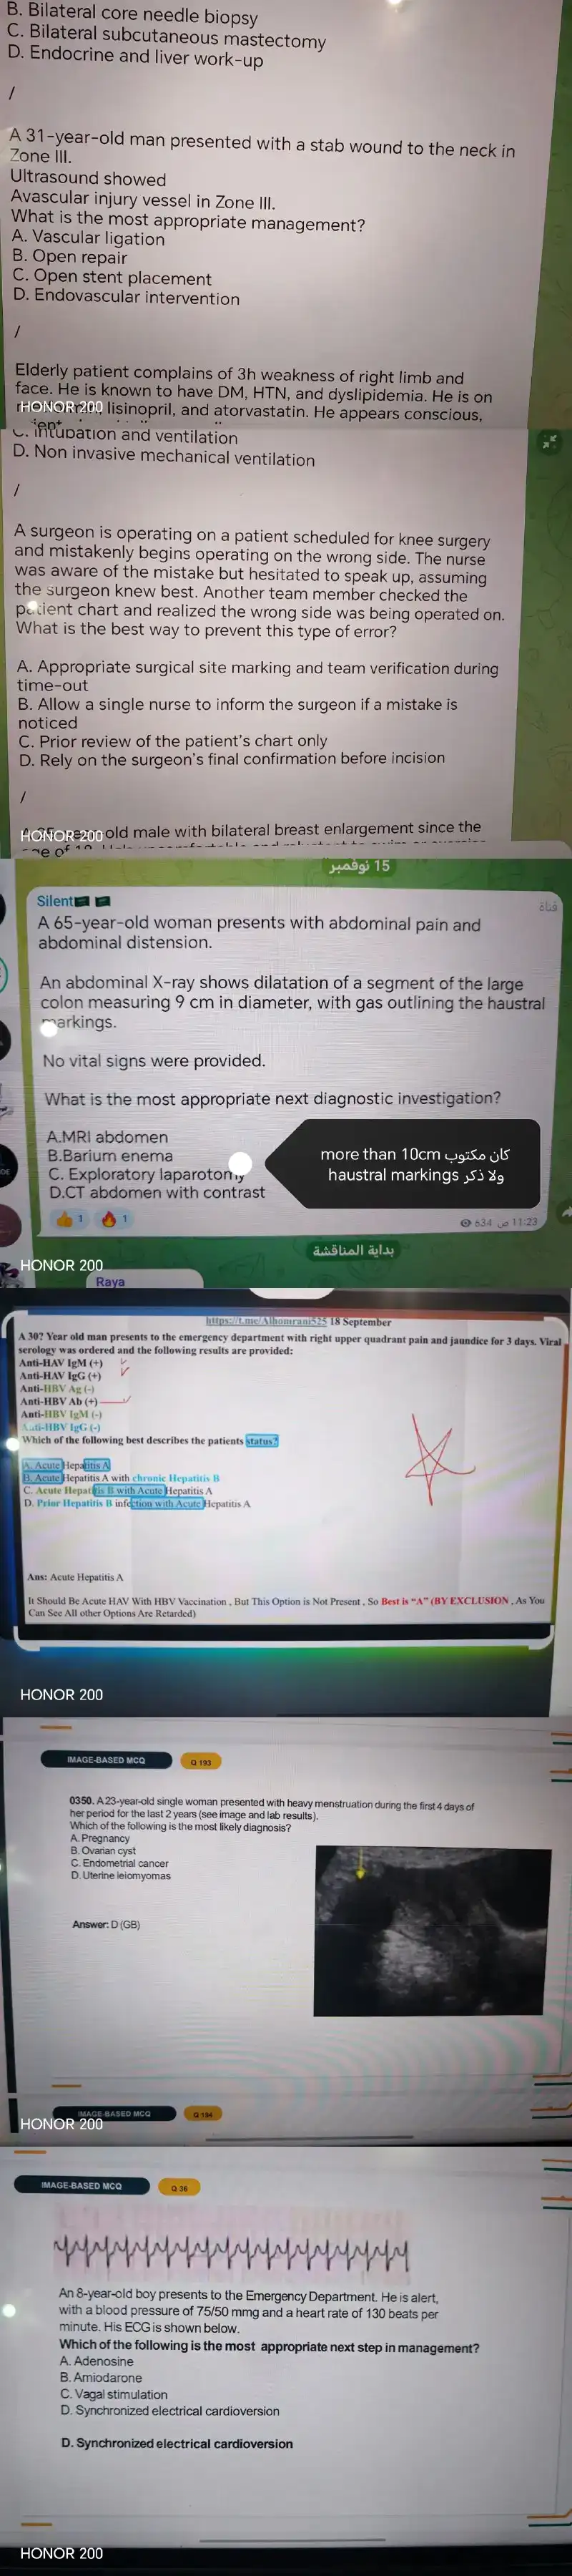 B. Bilateral core needle biopsy
C. Bilateral subcutaneous mastectomy
D. Endocrine and liver work-up
/
A 31-year-old man presented with a stab wound to the neck in
Zone III.
Ultrasound showed
Avascular injury vessel in Zone III.
What is the most appropriate management?
A. Vascular ligation
B. Open repair
C. Open stent placement
D. Endovascular intervention
/
Elderly patient complains of 3h weakness of right limb and
face. He is known to have DM, HTN, and dyslipidemia. He is on
lisinopril, and atorvastatin. He appears conscious,
HONOR 200
C. Intubation and ventilation
D. Non invasive mechanical ventilation
/
A surgeon is operating on a patient scheduled for knee surgery
and mistakenly begins operating on the wrong side. The nurse
was aware of the mistake but hesitated to speak up, assuming
the surgeon knew best. Another team member checked the
patient chart and realized the wrong side was being operated on.
What is the best way to prevent this type of error?
A. Appropriate surgical site marking and team verification during
time-out
B. Allow a single nurse to inform the surgeon if a mistake is
noticed
C. Prior review of the patient's chart only
D. Rely on the surgeon's final confirmation before incision
/
old male with bilateral breast enlargement since the
HONOR 200
15 نوفمبر
Silent
قناة
A 65-year-old woman presents with abdominal pain and
abdominal distension.
An abdominal X-ray shows dilatation of a segment of the large
colon measuring 9 cm in diameter, with gas outlining the haustral
markings.
No vital signs were provided.
What is the most appropriate next diagnostic investigation?
A.MRI abdomen
B.Barium enema
C. Exploratory laparotomy
D.CT abdomen with contrast
كان مكتوب more than 10cm
ولا ذكر haustral markings
1 1
634 11:23 ص
بداية المناقشة
HONOR 200
Raya
https://t.me/Alhomrani525 18 September
A 30? Year old man presents to the emergency department with right upper quadrant pain and jaundice for 3 days. Viral
serology was ordered and the following results are provided:
Anti-HAV IgM (+)
Anti-HAV IgG (+)
Anti-HBV Ag (-)
Anti-HBV Ab (+)
Anti-HBV IgM (-)
Anti-HBV IgG (-)
Which of the following best describes the patients status?
A. Acute Hepatitis A
B. Acute Hepatitis A with chronic Hepatitis B
C. Acute Hepatitis B with Acute Hepatitis A
D. Prior Hepatitis B infection with Acute Hepatitis A
Ans: Acute Hepatitis A
It Should Be Acute HAV With HBV Vaccination , But This Option is Not Present , So Best is “A” (BY EXCLUSION , As You
Can See All other Options Are Retarded)
HONOR 200
IMAGE-BASED MCQ
Q 193
0350. A 23-year-old single woman presented with heavy menstruation during the first 4 days of
her period for the last 2 years (see image and lab results).
Which of the following is the most likely diagnosis?
A. Pregnancy
B. Ovarian cyst
C. Endometrial cancer
D. Uterine leiomyomas
Answer: D (GB)
IMAGE-BASED MCQ
Q 194
HONOR 200
IMAGE-BASED MCQ
Q 36
An 8-year-old boy presents to the Emergency Department. He is alert,
with a blood pressure of 75/50 mmg and a heart rate of 130 beats per
minute. His ECG is shown below.
Which of the following is the most appropriate next step in management?
A. Adenosine
B. Amiodarone
C. Vagal stimulation
D. Synchronized electrical cardioversion
D. Synchronized electrical cardioversion
HONOR 200